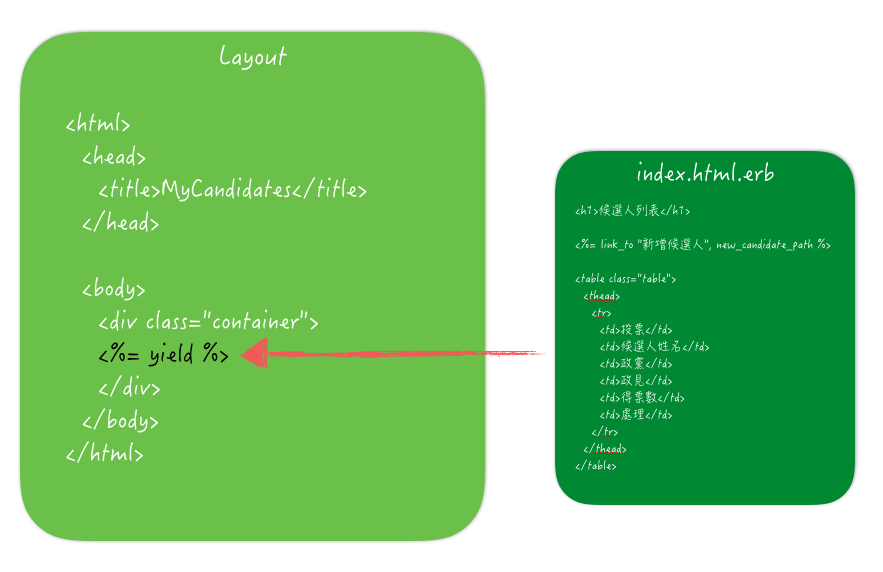 Layout
<html>
<head>
<title>MyCandidates</title>
</head>
<body>
<div class="container">
<%= yield %>
</div>
</body>
</html>
index.html.erb
<h1>候選人列表</h1>
<%= link_to "新增候選人", new_candidate_path %>
<table class="table">
<thead>
<tr>
<td>投票</td>
<td>候選人姓名</td>
<td>政黨</td>
<td>政見</td>
<td>得票數</td>
<td>處理</td>
</tr>
</thead>
</table>